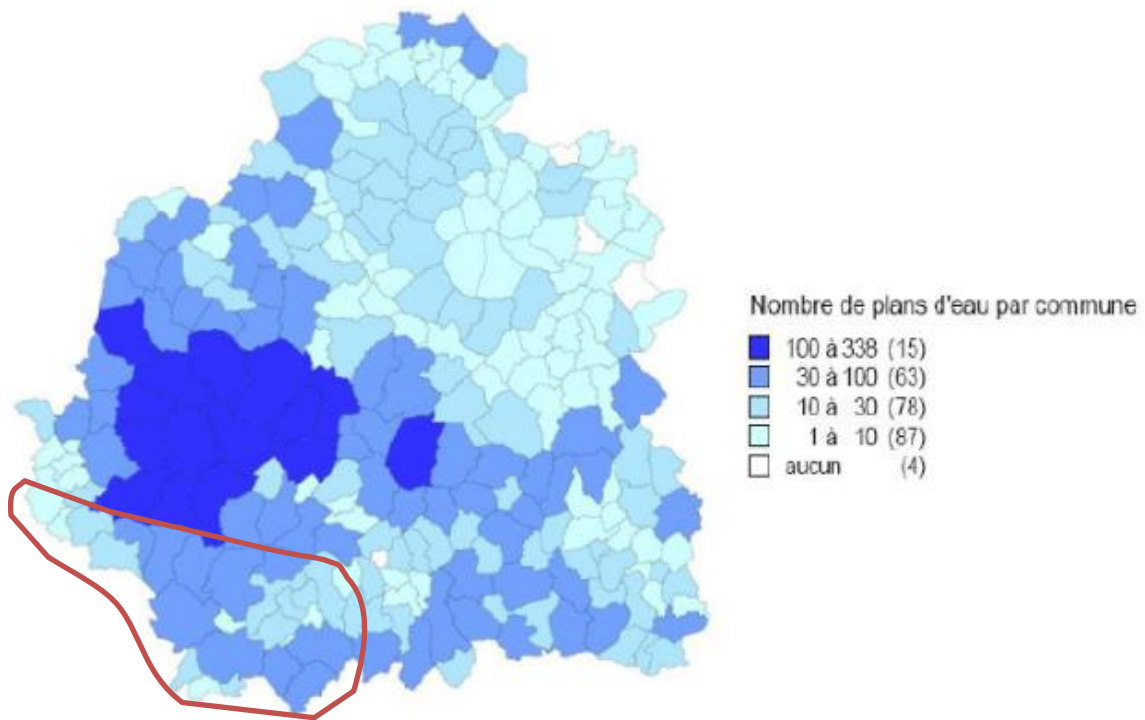 Nombre de plans d'eau par commune
100 à 338 (15)
30 à 100 (63)
10 à 30 (78)
1 à 10 (87)
aucun (4)